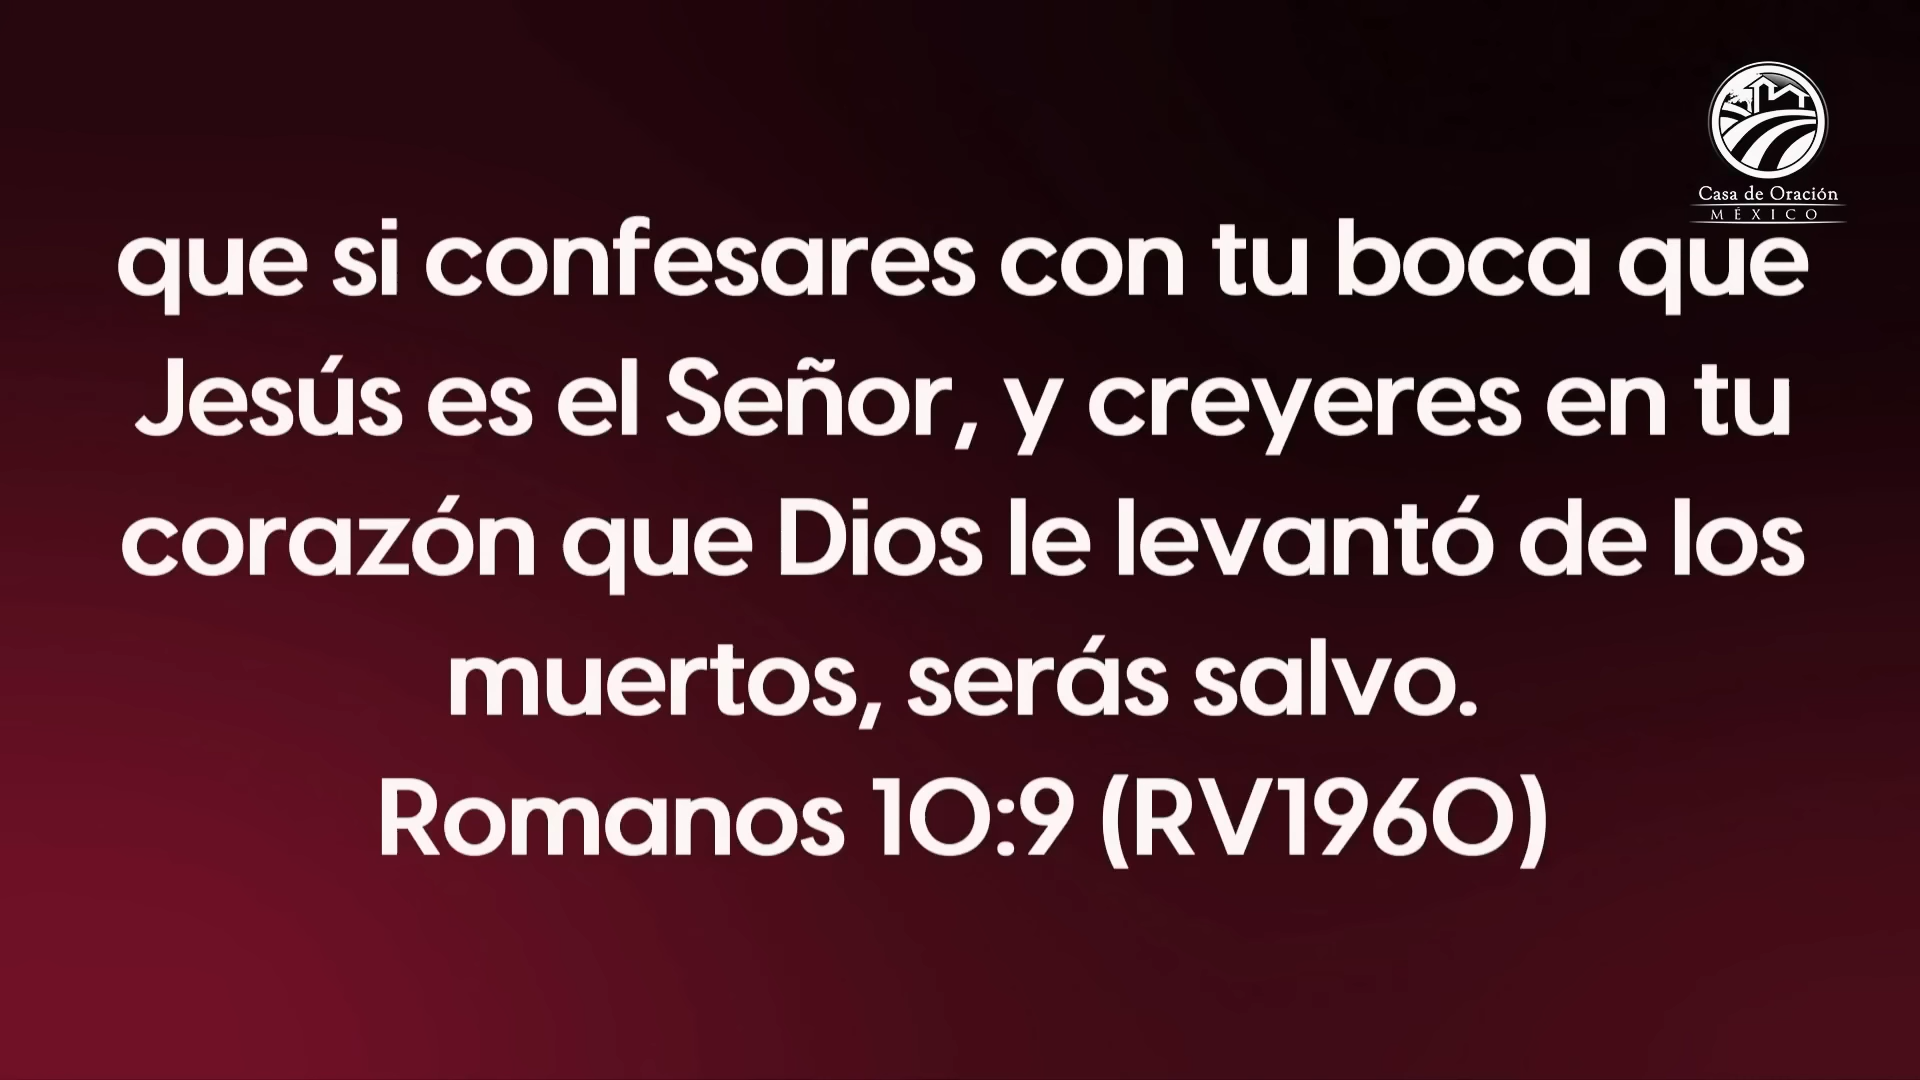 Casa de Oración
MÉXICO
que si confesares con tu boca que
Jesús es el Señor, y creyeres en tu
corazón que Dios le levantó de los
muertos, serás salvo.
Romanos 10:9 (RV1960)